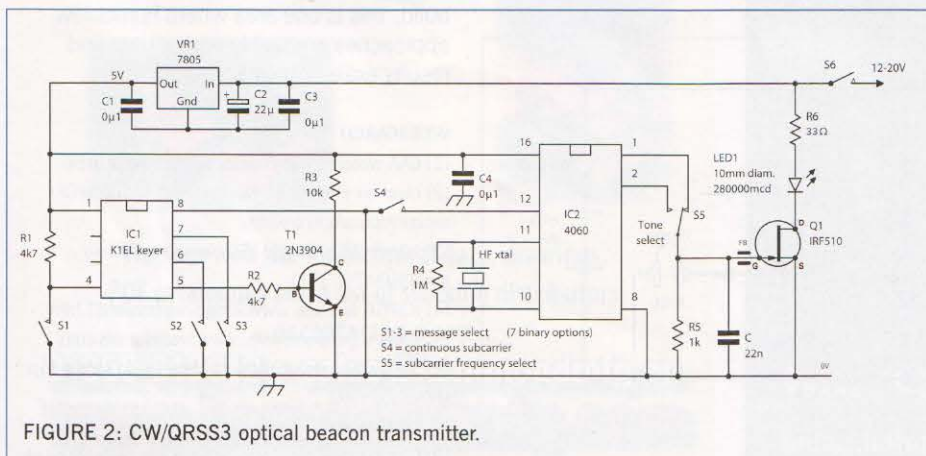 VR1
7805
5V
Out
In
Gnd
C1
0µ1
+
C2
22µ
C3
0µ1
S6
12-20V
R6
33Ω
LED1
10mm diam.
280000mcd
R3
10k
C4
0µ1
S4
16
1
2
12
11
10
8
IC2
4060
Tone
select
S5
FB
D
G
S
Q1
IRF510
R1
4k7
1
8
7
6
4
5
IC1
K1EL keyer
R2
4k7
T1
2N3904
C
B
E
R4
1M
HF xtal
R5
1k
C
22n
S1
S2
S3
S1-3 = message select (7 binary options)
S4 = continuous subcarrier
S5 = subcarrier frequency select
0V
FIGURE 2: CW/QRSS3 optical beacon transmitter.